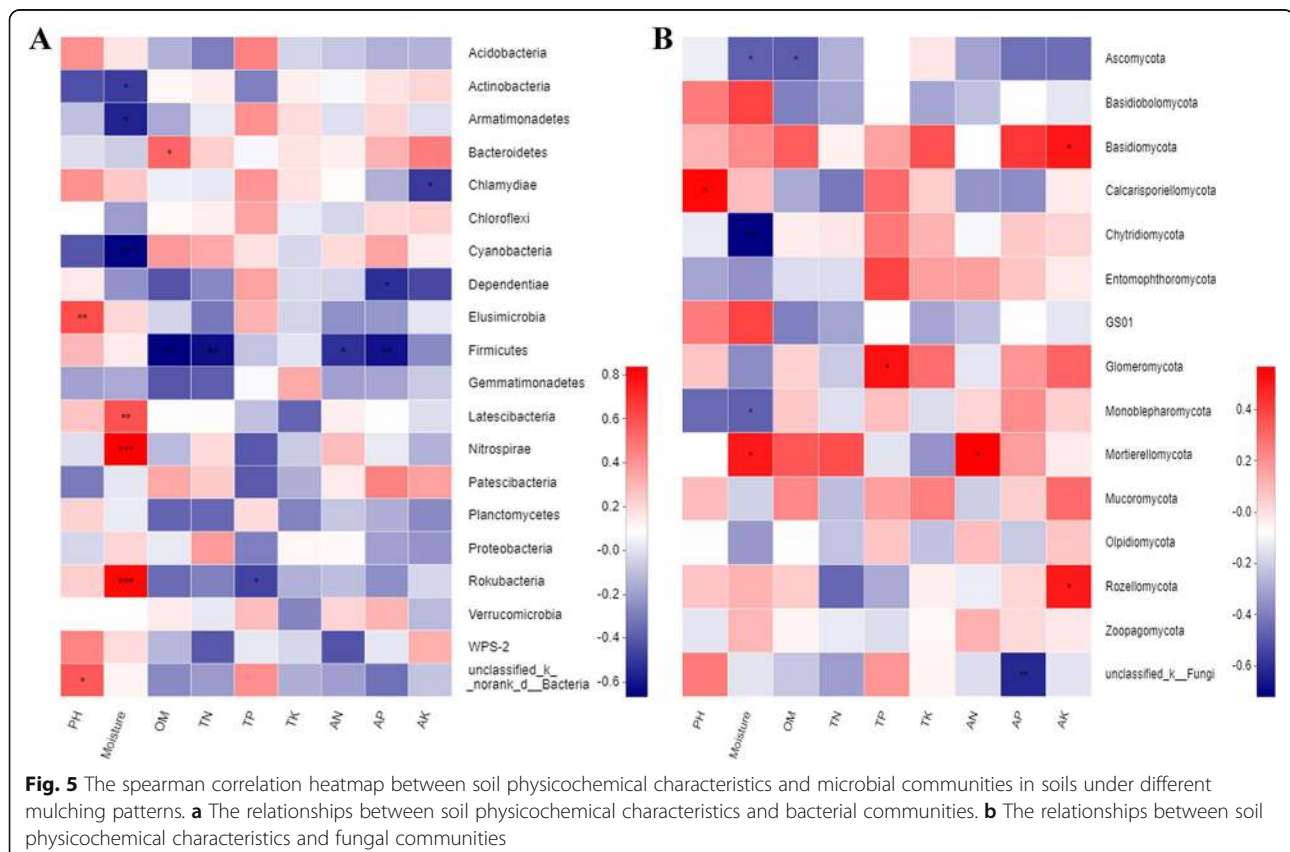 A
Acidobacteria
Actinobacteria
*
Armatimonadetes
Bacteroidetes
*
Chlamydiae
*
Chloroflexi
Cyanobacteria
Dependentiae
*
Elusimicrobia
**
Firmicutes
*
Gemmatimonadetes
Latescibacteria
**
Nitrospirae
***
Patescibacteria
Planctomycetes
Proteobacteria
Rokubacteria
***
*
Verrucomicrobia
WPS-2
unclassified_k_
_norank_d__Bacteria
*
PH
Moisture
OM
TN
TP
TK
AN
AP
AK
0.8
0.6
0.4
0.2
-0.0
-0.2
-0.4
-0.6
B
Ascomycota
*
*
Basidiobolomycota
Basidiomycota
*
Calcarisporiellomycota
*
Chytridiomycota
Entomophthoromycota
GS01
Glomeromycota
*
Monoblepharomycota
*
Mortierellomycota
*
*
Mucoromycota
Olpidiomycota
Rozellomycota
*
Zoopagomycota
unclassified_k__Fungi
**
PH
Moisture
OM
TN
TP
TK
AN
AP
AK
0.4
0.2
-0.0
-0.2
-0.4
-0.6
Fig. 5 The spearman correlation heatmap between soil physicochemical characteristics and microbial communities in soils under different
mulching patterns. a The relationships between soil physicochemical characteristics and bacterial communities. b The relationships between soil
physicochemical characteristics and fungal communities